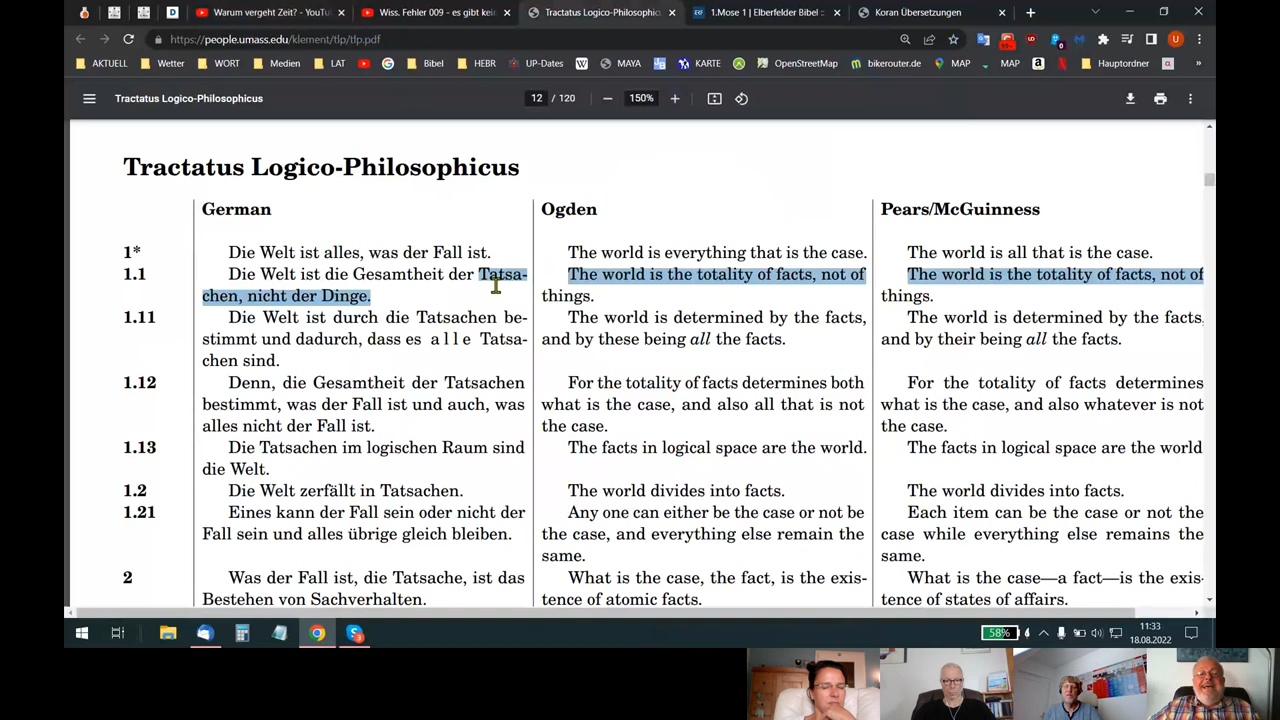 Warum vergeht Zeit? - YouTu
Wiss. Fehler 009 – es gibt kei
Tractatus Logico-Philosophic
1.Mose 1 | Elberfelder Bibel ::
Koran Übersetzungen
https://people.umass.edu/klement/tlp/tlp.pdf
AKTUELL
Wetter
WORT
Medien
LAT
Bibel
HEBR
UP-Dates
MAYA
KARTE
OpenStreetMap
bikerouter.de
MAP
MAP
Hauptordner
Tractatus Logico-Philosophicus
12 / 120
150%
Tractatus Logico-Philosophicus
German
Ogden
Pears/McGuinness
1*
Die Welt ist alles, was der Fall ist.
The world is everything that is the case.
The world is all that is the case.
1.1
Die Welt ist die Gesamtheit der Tatsa-
chen, nicht der Dinge.
The world is the totality of facts, not of
things.
The world is the totality of facts, not of
things.
1.11
Die Welt ist durch die Tatsachen be-
stimmt und dadurch, dass es a l l e Tatsa-
chen sind.
The world is determined by the facts,
and by these being all the facts.
The world is determined by the facts,
and by their being all the facts.
1.12
Denn, die Gesamtheit der Tatsachen
bestimmt, was der Fall ist und auch, was
alles nicht der Fall ist.
For the totality of facts determines both
what is the case, and also all that is not
the case.
For the totality of facts determines
what is the case, and also whatever is not
the case.
1.13
Die Tatsachen im logischen Raum sind
die Welt.
The facts in logical space are the world.
The facts in logical space are the world
1.2
Die Welt zerfällt in Tatsachen.
The world divides into facts.
The world divides into facts.
1.21
Eines kann der Fall sein oder nicht der
Fall sein und alles übrige gleich bleiben.
Any one can either be the case or not be
the case, and everything else remain the
same.
Each item can be the case or not the
case while everything else remains the
same.
2
Was der Fall ist, die Tatsache, ist das
Bestehen von Sachverhalten.
What is the case, the fact, is the exis-
tence of atomic facts.
What is the case—a fact—is the exis-
tence of states of affairs.
58%
11:33
18.08.2022